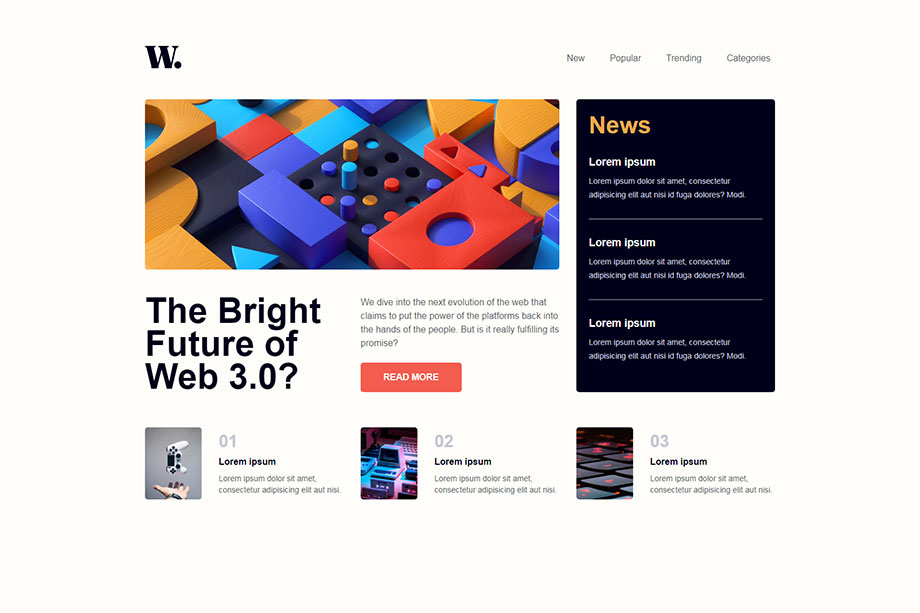 W.
New Popular Trending Categories
News
Lorem ipsum
Lorem ipsum dolor sit amet, consectetur
adipisicing elit aut nisi id fuga dolores? Modi.
Lorem ipsum
Lorem ipsum dolor sit amet, consectetur
adipisicing elit aut nisi id fuga dolores? Modi.
Lorem ipsum
Lorem ipsum dolor sit amet, consectetur
adipisicing elit aut nisi id fuga dolores? Modi.
The Bright
Future of
Web 3.0?
We dive into the next evolution of the web that
claims to put the power of the platforms back into
the hands of the people. But is it really fulfilling its
promise?
READ MORE
01
Lorem ipsum
Lorem ipsum dolor sit amet,
consectetur adipisicing elit aut nisi.
02
Lorem ipsum
Lorem ipsum dolor sit amet,
consectetur adipisicing elit aut nisi.
03
Lorem ipsum
Lorem ipsum dolor sit amet,
consectetur adipisicing elit aut nisi.